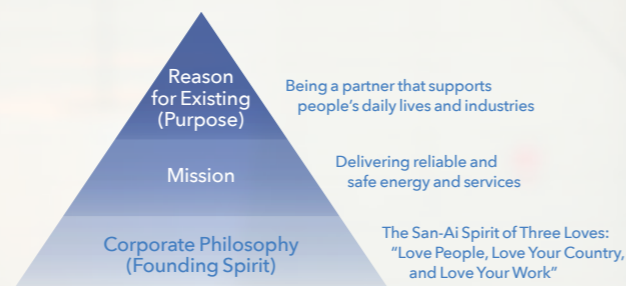 Reason
for Existing
(Purpose)
Being a partner that supports
people's daily lives and industries
Mission
Delivering reliable and
safe energy and services
Corporate Philosophy
(Founding Spirit)
The San-Ai Spirit of Three Loves:
“Love People, Love Your Country,
and Love Your Work”